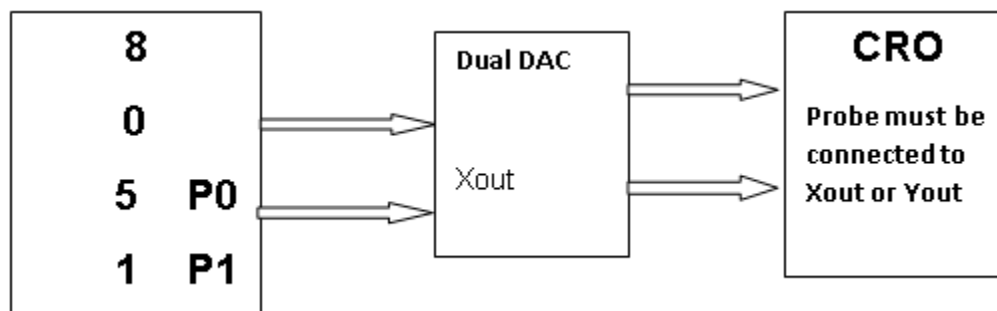 8
0
5 P0
1 P1
Dual DAC
Xout
CRO
Probe must be
connected to
Xout or Yout